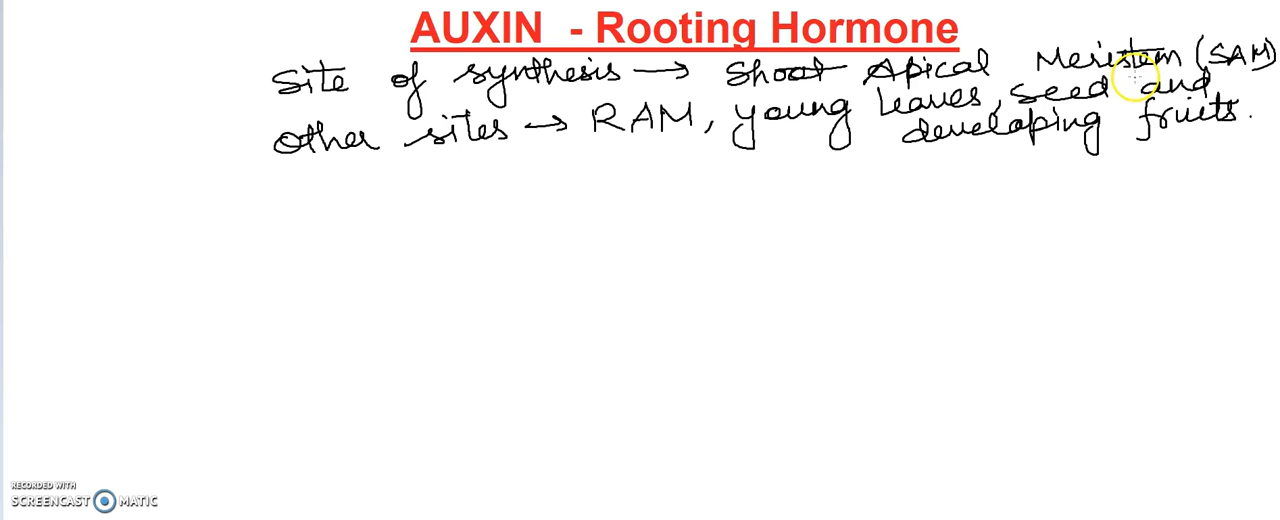 AUXIN - Rooting Hormone
Site of synthesis → Shoot Apical Meristem (SAM)
Other sites → RAM, young leaves, seed and
developing fruits.
RECORDED WITH
SCREENCAST MATIC